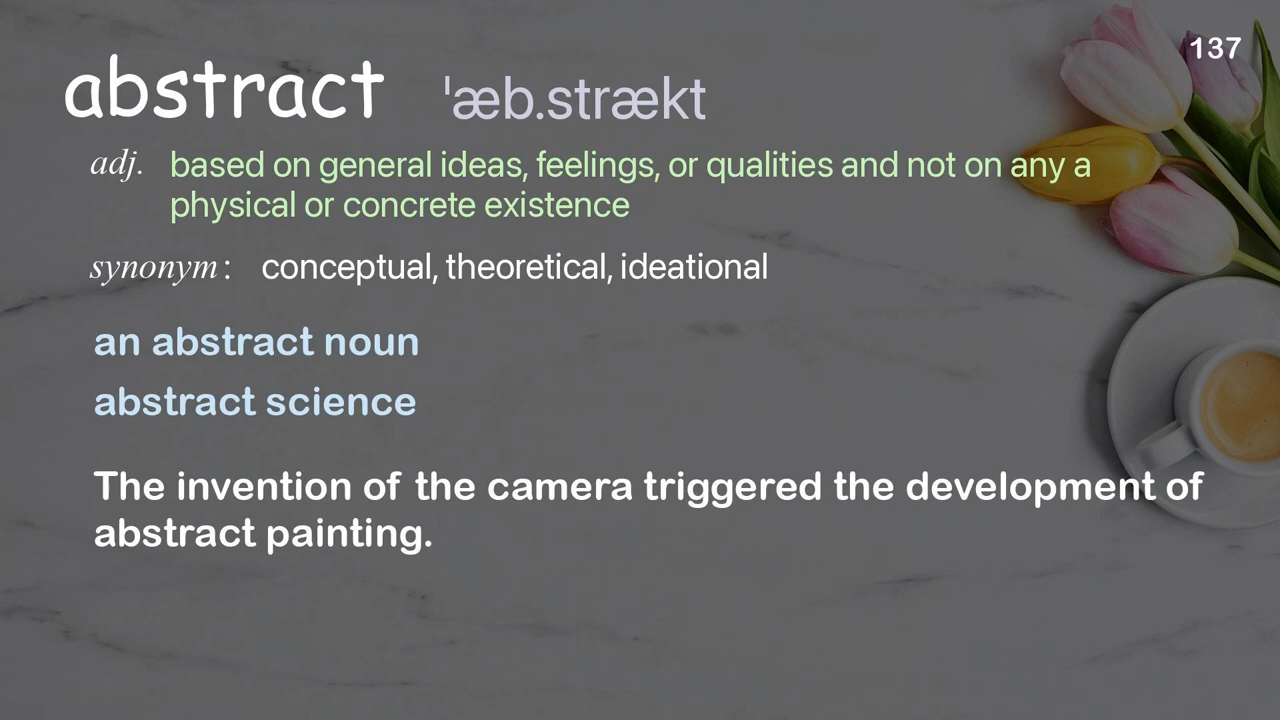 137
abstract ˈæb.strækt
adj. based on general ideas, feelings, or qualities and not on any a
physical or concrete existence
synonym : conceptual, theoretical, ideational
an abstract noun
abstract science
The invention of the camera triggered the development of
abstract painting.